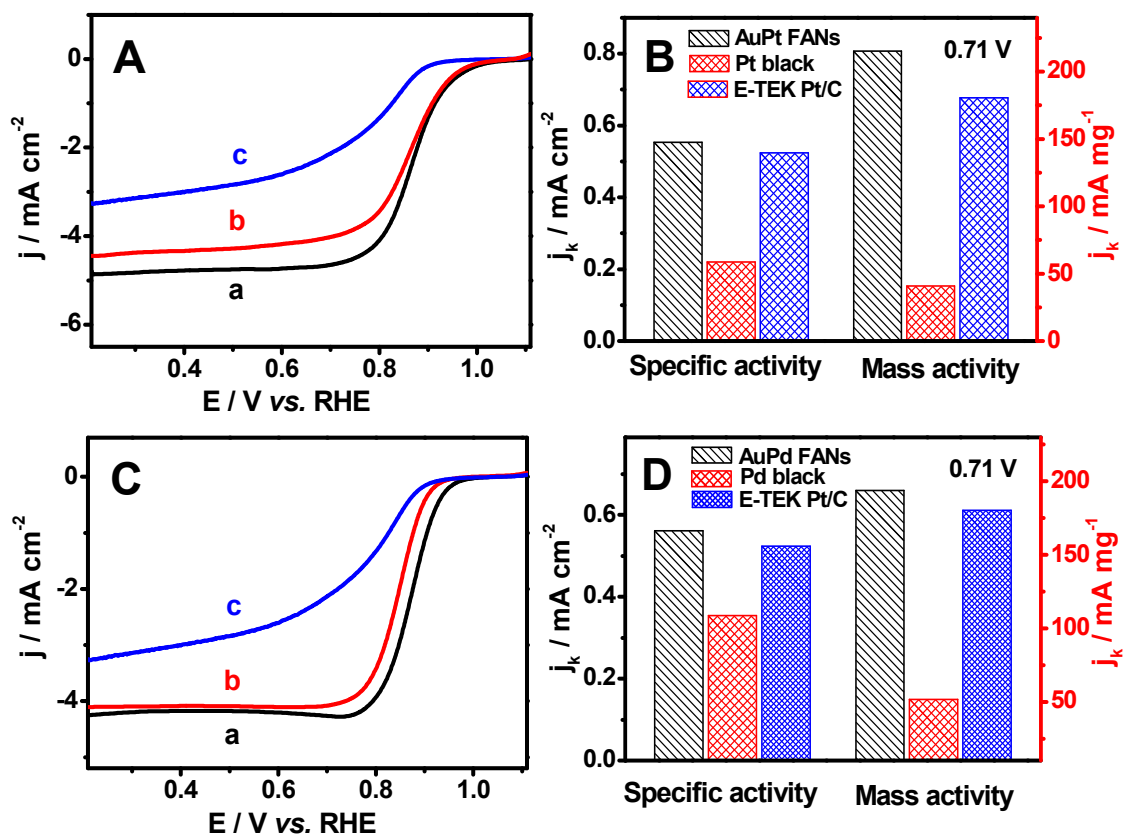 A
0
-2
-4
-6
j / mA cm-2
c
b
a
0.4 0.6 0.8 1.0
E / V vs. RHE
B
AuPt FANs
Pt black
E-TEK Pt/C
0.71 V
0.8
0.6
0.4
0.2
0.0
jk / mA cm-2
200
150
100
50
0
jk / mA mg-1
Specific activity Mass activity
C
0
-2
-4
j / mA cm-2
c
b
a
0.4 0.6 0.8 1.0
E / V vs. RHE
D
AuPd FANs
Pd black
E-TEK Pt/C
0.71 V
0.6
0.4
0.2
0.0
jk / mA cm-2
200
150
100
50
jk / mA mg-1
Specific activity Mass activity